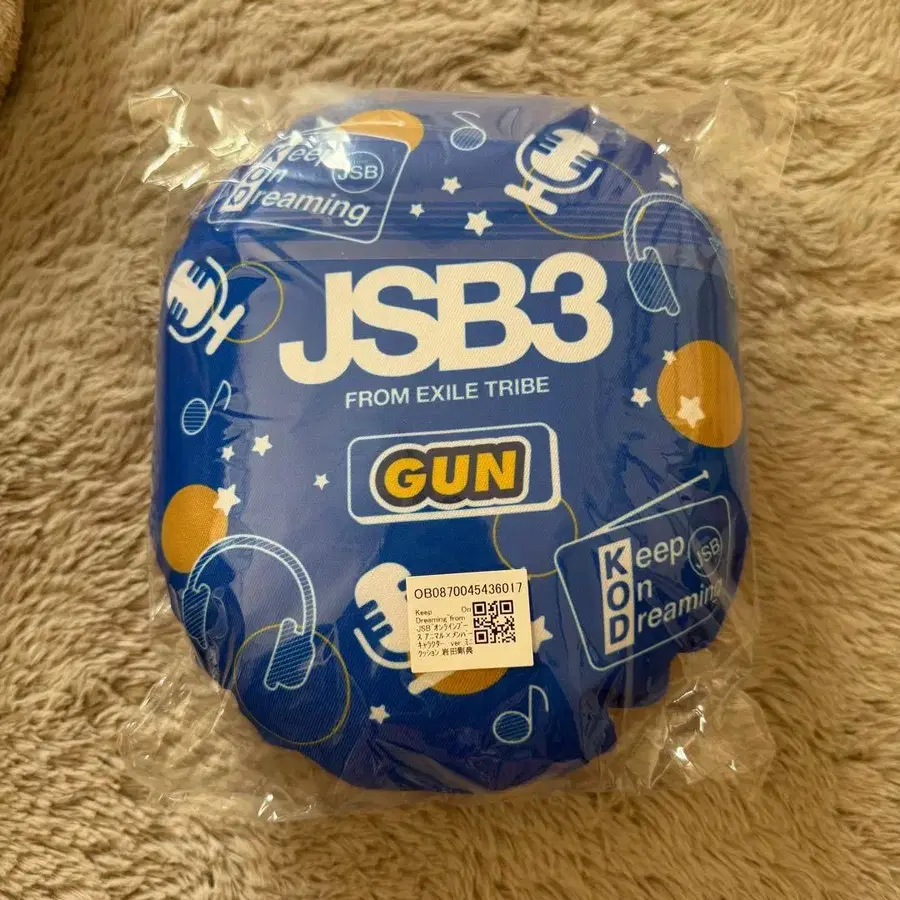 Keep
On
Dreaming
JSB
JSB3
FROM EXILE TRIBE
GUN
Keep
On
Dreaming
JSB
OB0870045436017
Keep On
Dreaming~from
JSB~オンラインブー
ス アニマル×メンバー
キャラクター ver ミニ
クッション 岩田剛典